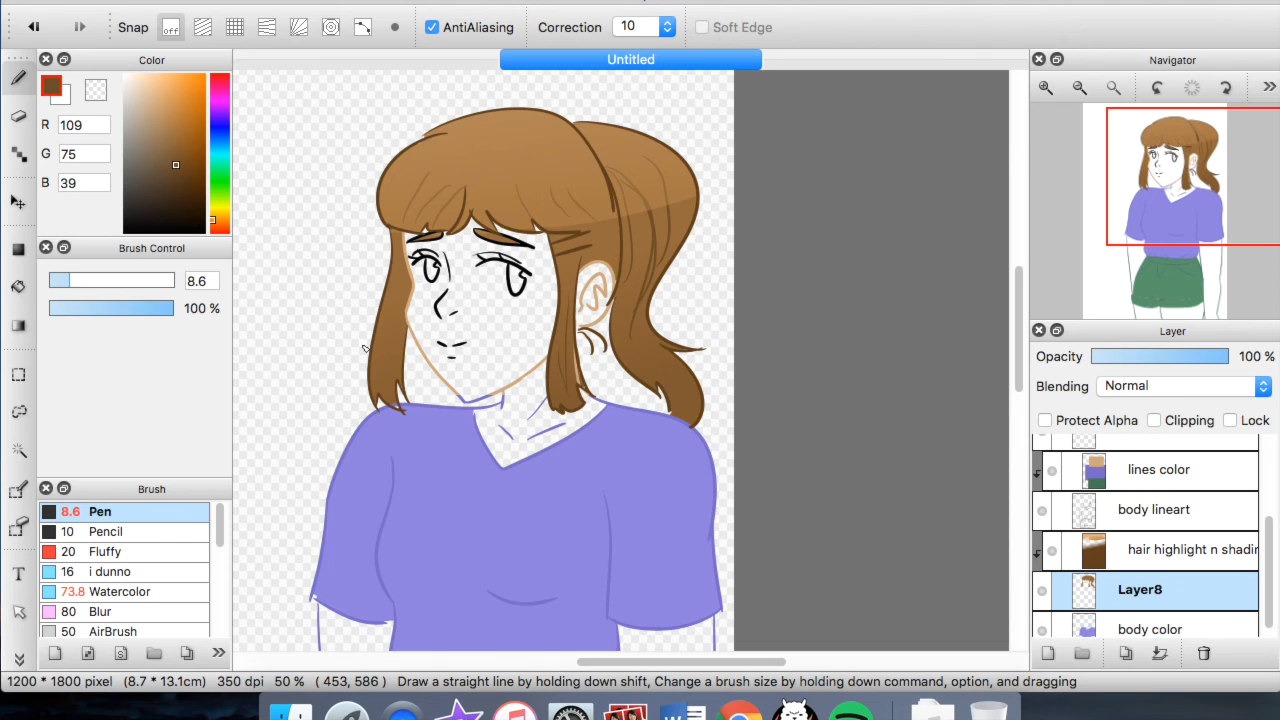 Snap off AntiAliasing Correction 10 Soft Edge
Color
R 109
G 75
B 39
Brush Control
8.6
100 %
Brush
8.6 Pen
10 Pencil
20 Fluffy
16 i dunno
73.8 Watercolor
80 Blur
50 AirBrush
Untitled
Navigator
Layer
Opacity 100 %
Blending Normal
Protect Alpha Clipping Lock
lines color
body lineart
hair highlight n shadin
Layer8
body color
1200 * 1800 pixel (8.7 * 13.1cm) 350 dpi 50 % ( 453, 586 ) Draw a straight line by holding down shift, Change a brush size by holding down command, option, and dragging